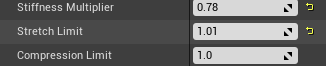 Stiffness Multiplier 0.78
Stretch Limit 1.01
Compression Limit 1.0